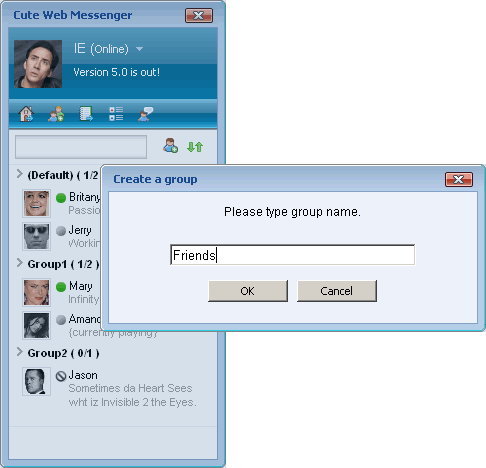 Cute Web Messenger
IE (Online)
Version 5.0 is out!
(Default) ( 1/2
Britany
Passio
Jerry
Workin
Group1 ( 1/2 )
Mary
Infinity
Amand
{currently playing}
Group2 ( 0/1 )
Jason
Sometimes da Heart Sees
wht iz Invisible 2 the Eyes.
Create a group
Please type group name.
Friends
OK
Cancel